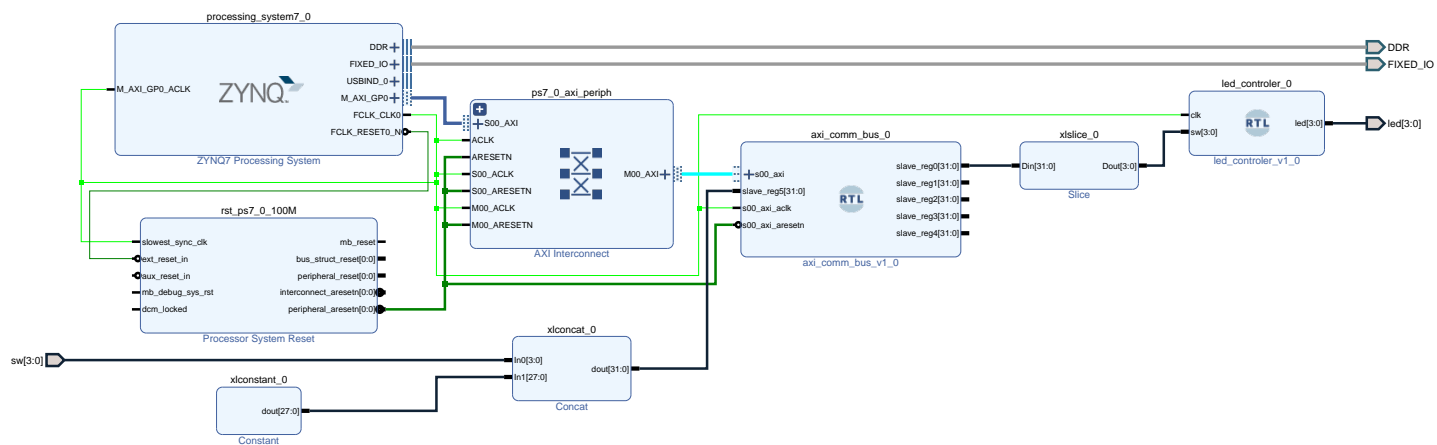 processing_system7_0
DDR
FIXED_IO
USBIND_0
M_AXI_GP0_ACLK
M_AXI_GP0
FCLK_CLK0
FCLK_RESET0_N
ZYNQ
ZYNQ7 Processing System
DDR
FIXED_IO
ps7_0_axi_periph
S00_AXI
ACLK
ARESETN
S00_ACLK
S00_ARESETN
M00_ACLK
M00_ARESETN
M00_AXI
AXI Interconnect
led_controler_0
clk
sw[3:0]
RTL
led[3:0]
led_controler_v1_0
led[3:0]
axi_comm_bus_0
s00_axi
slave_reg5[31:0]
s00_axi_aclk
s00_axi_aresetn
RTL
slave_reg0[31:0]
slave_reg1[31:0]
slave_reg2[31:0]
slave_reg3[31:0]
slave_reg4[31:0]
axi_comm_bus_v1_0
xlslice_0
Din[31:0]
Dout[3:0]
Slice
rst_ps7_0_100M
slowest_sync_clk
ext_reset_in
aux_reset_in
mb_debug_sys_rst
dcm_locked
mb_reset
bus_struct_reset[0:0]
peripheral_reset[0:0]
interconnect_aresetn[0:0]
peripheral_aresetn[0:0]
Processor System Reset
sw[3:0]
xlconcat_0
In0[3:0]
In1[27:0]
dout[31:0]
Concat
xlconstant_0
dout[27:0]
Constant